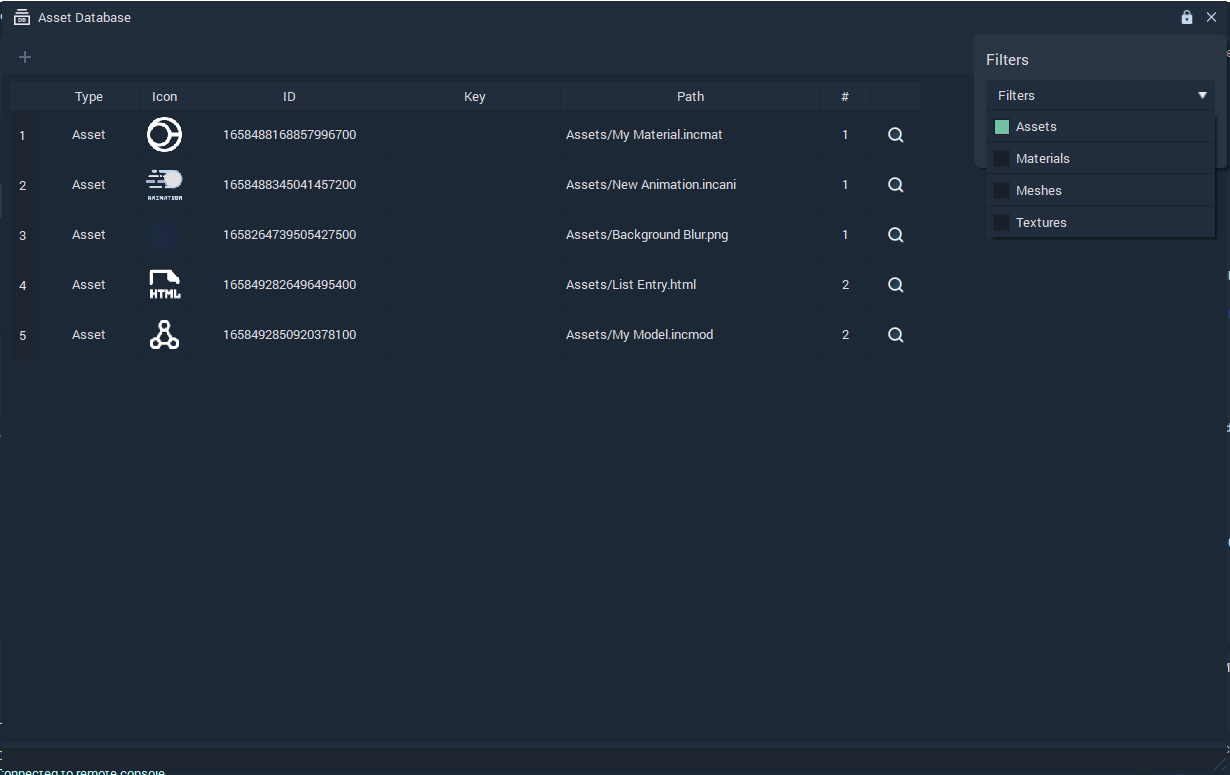 Asset Database
Filters
Filters
Assets
Materials
Meshes
Textures
Type Icon ID Key Path #
1 Asset 1658488168857996700 Assets/My Material.incmat 1
2 Asset ANIMATION 1658488345041457200 Assets/New Animation.incani 1
3 Asset 1658264739505427500 Assets/Background Blur.png 1
4 Asset HTML 1658492826496495400 Assets/List Entry.html 2
5 Asset 1658492850920378100 Assets/My Model.incmod 2
Connected to remote console